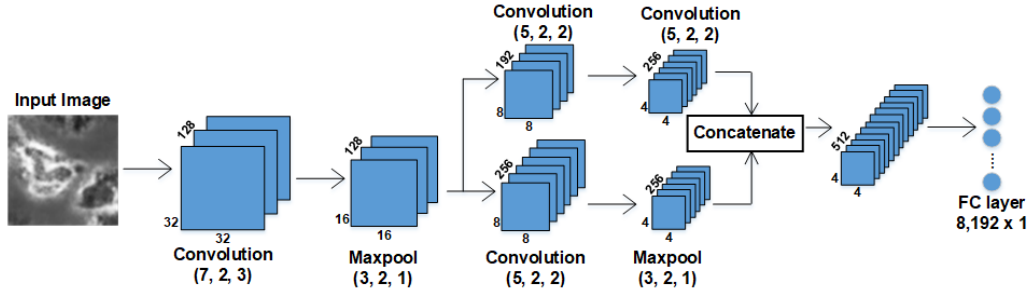 Input Image
128
32
32
Convolution
(7, 2, 3)
128
16
16
Maxpool
(3, 2, 1)
Convolution
(5, 2, 2)
192
8
8
Convolution
(5, 2, 2)
256
4
4
256
8
8
Convolution
(5, 2, 2)
256
4
4
Maxpool
(3, 2, 1)
Concatenate
512
4
4
FC layer
8,192 x 1